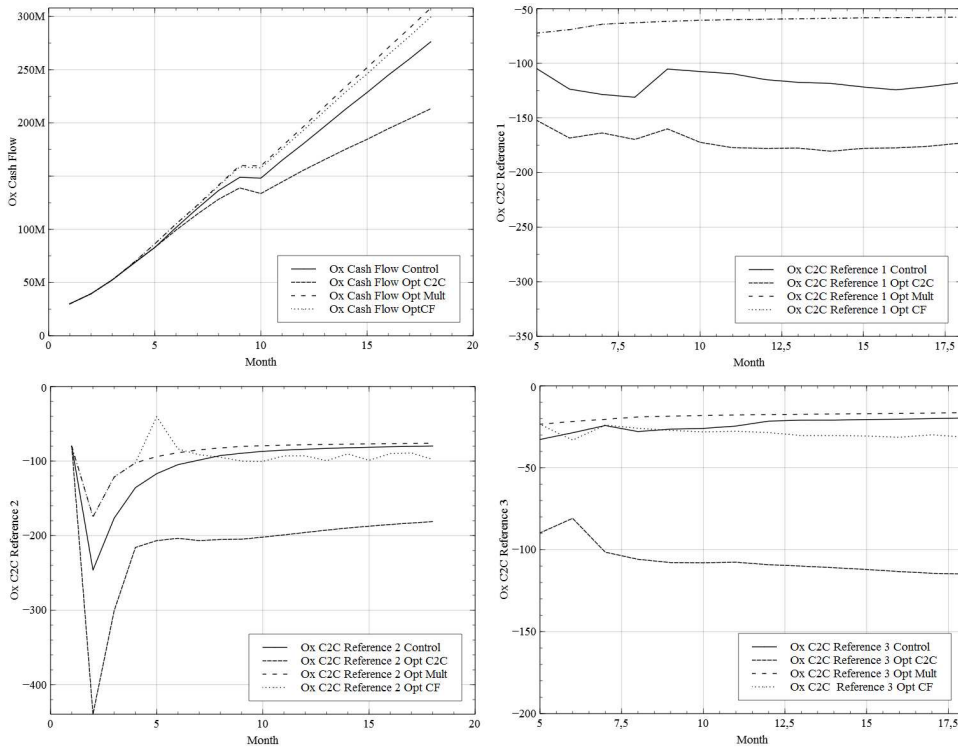 300M
200M
100M
50M
0
0
5
10
15
20
Ox Cash Flow
Month
Ox Cash Flow Control
Ox Cash Flow Opt C2C
Ox Cash Flow Opt Mult
Ox Cash Flow OptCF
−50
−100
−150
−200
−250
−300
−350
5
7,5
10
12,5
15
17,5
Ox C2C Reference 1
Month
Ox C2C Reference 1 Control
Ox C2C Reference 1 Opt C2C
Ox C2C Reference 1 Opt Mult
Ox C2C Reference 1 Opt CF
0
−100
−200
−300
−400
0
5
10
15
20
Ox C2C Reference 2
Month
Ox C2C Reference 2 Control
Ox C2C Reference 2 Opt C2C
Ox C2C Reference 2 Opt Mult
Ox C2C Reference 2 Opt CF
0
−50
−100
−150
−200
5
7,5
10
12,5
15
17,5
Ox C2C Reference 3
Month
Ox C2C Reference 3 Control
Ox C2C Reference 3 Opt C2C
Ox C2C Reference 3 Opt Mult
Ox C2C Reference 3 Opt CF